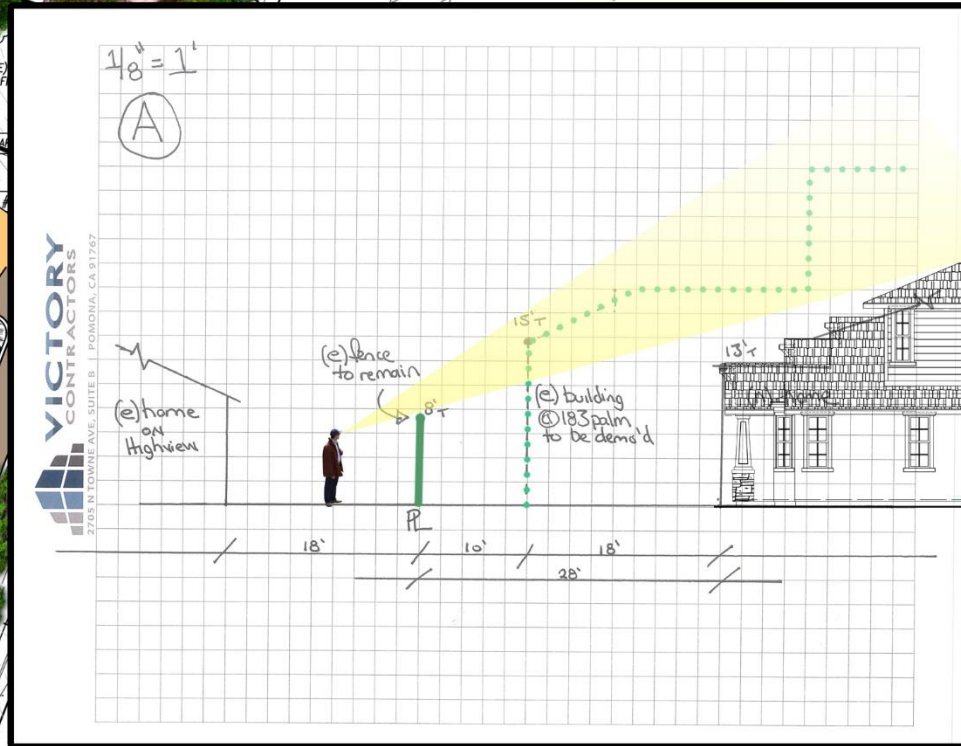 1/8" = 1'
A
VICTORY
CONTRACTORS
2705 N TOWNE AVE, SUITE B | POMONA, CA 91767
(e) home
on
Highview
(e) fence
to remain
8'T
15'T
(e) building
@ 183 palm
to be demo'd
13'T
(n) home
PL
18'
10'
18'
28'